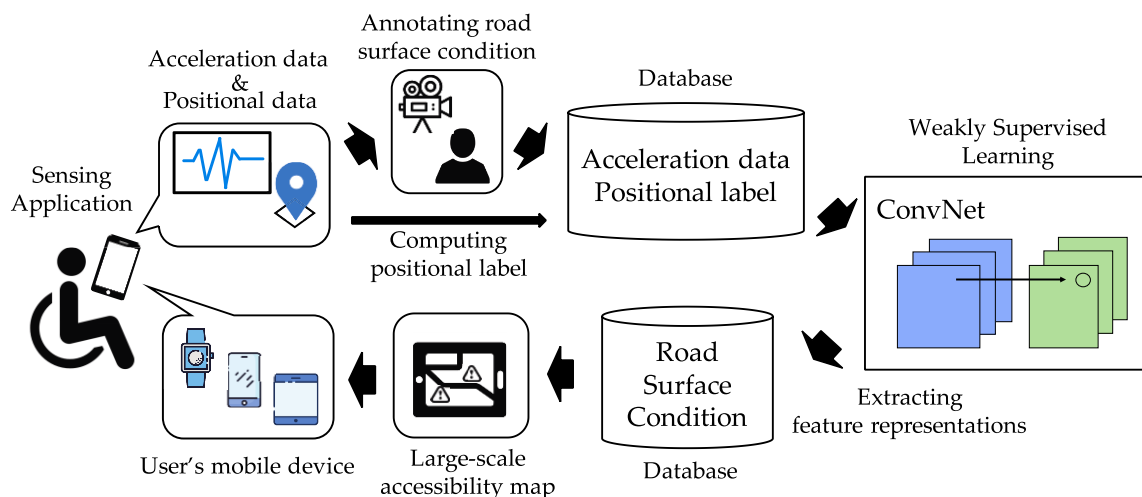 Annotating road
surface condition
Acceleration data
&
Positional data
Database
Acceleration data
Positional label
Weakly Supervised
Learning
ConvNet
Sensing
Application
Computing
positional label
Road
Surface
Condition
Database
Extracting
feature representations
Large-scale
accessibility map
User's mobile device